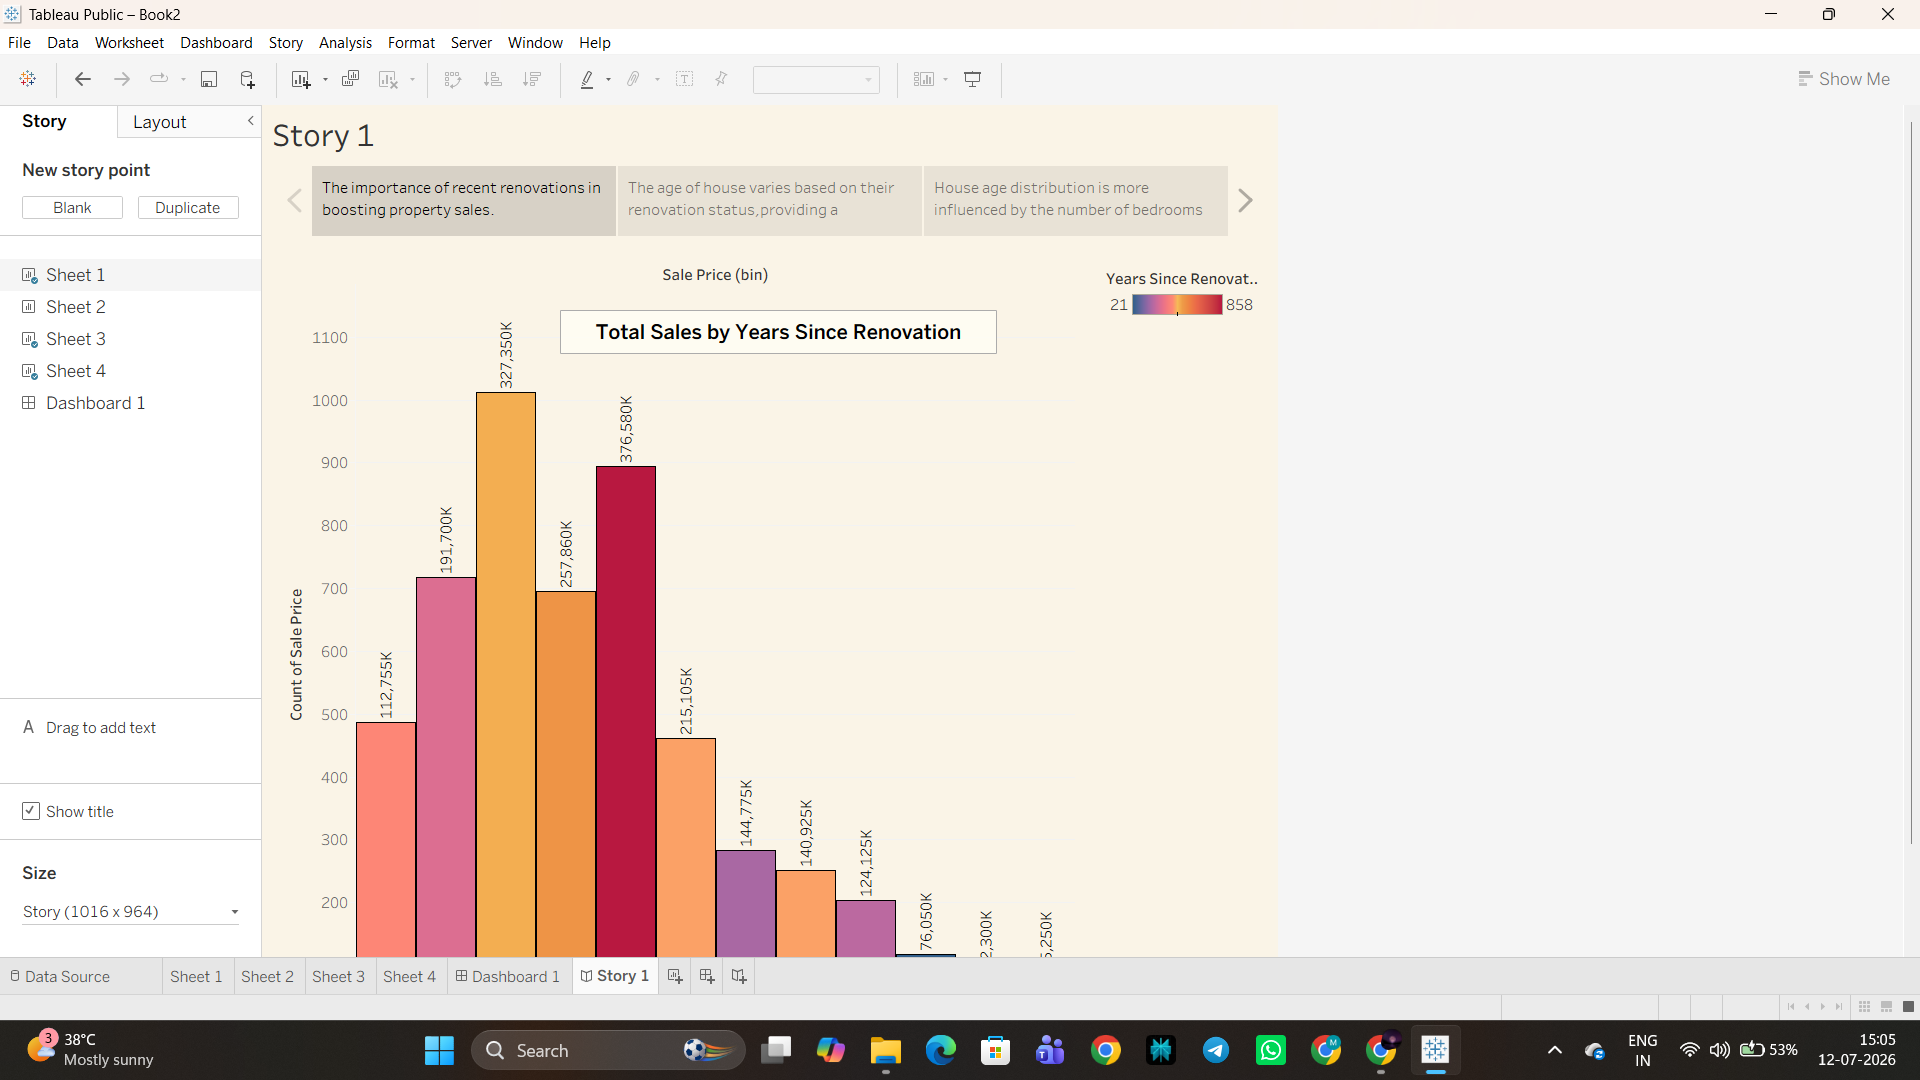 Tableau Public – Book2
File Data Worksheet Dashboard Story Analysis Format Server Window Help
Show Me
Story
Layout
New story point
Blank Duplicate
Sheet 1
Sheet 2
Sheet 3
Sheet 4
Dashboard 1
A Drag to add text
Show title
Size
Story (1016 x 964)
Story 1
The importance of recent renovations in
boosting property sales.
The age of house varies based on their
renovation status,providing a
House age distribution is more
influenced by the number of bedrooms
Sale Price (bin)
Years Since Renovat..
21 858
Total Sales by Years Since Renovation
Count of Sale Price
1100
1000
900
800
700
600
500
400
300
200
112,755K
191,700K
327,350K
257,860K
376,580K
215,105K
144,775K
140,925K
124,125K
76,050K
Data Source Sheet 1 Sheet 2 Sheet 3 Sheet 4 Dashboard 1 Story 1
3
38°C
Mostly sunny
Search
M
ENG
IN
53%
15:05
12-07-2026